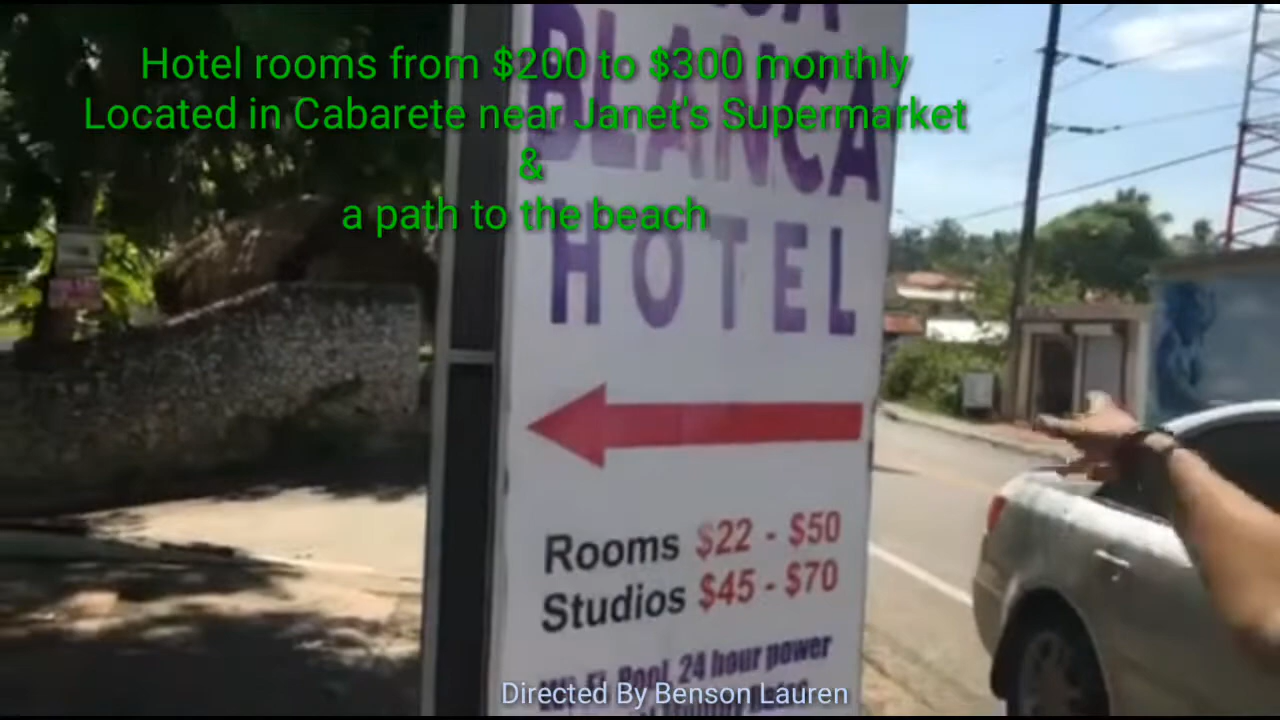 Hotel rooms from $200 to $300 monthly
Located in Cabarete near Janet's Supermarket
&
a path to the beach
BLANCA
HOTEL
Rooms $22 - $50
Studios $45 - $70
Pool, 24 hour power
Directed By Benson Lauren